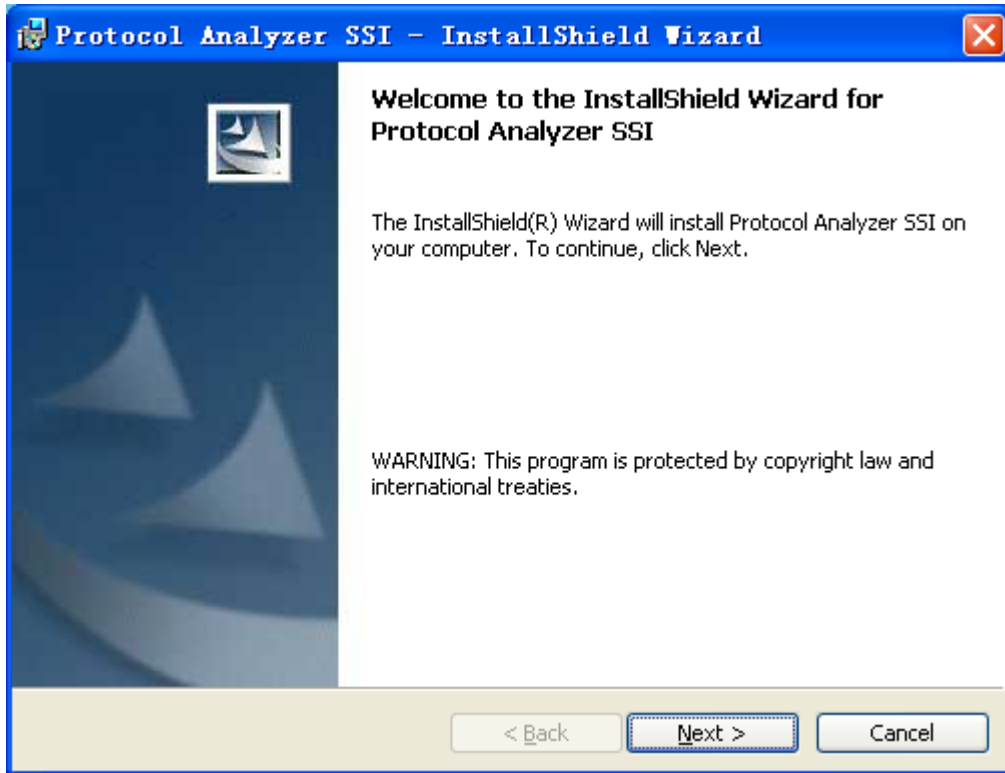 Protocol Analyzer SSI - InstallShield Wizard
Welcome to the InstallShield Wizard for
Protocol Analyzer SSI
The InstallShield(R) Wizard will install Protocol Analyzer SSI on
your computer. To continue, click Next.
WARNING: This program is protected by copyright law and
international treaties.
< Back
Next >
Cancel